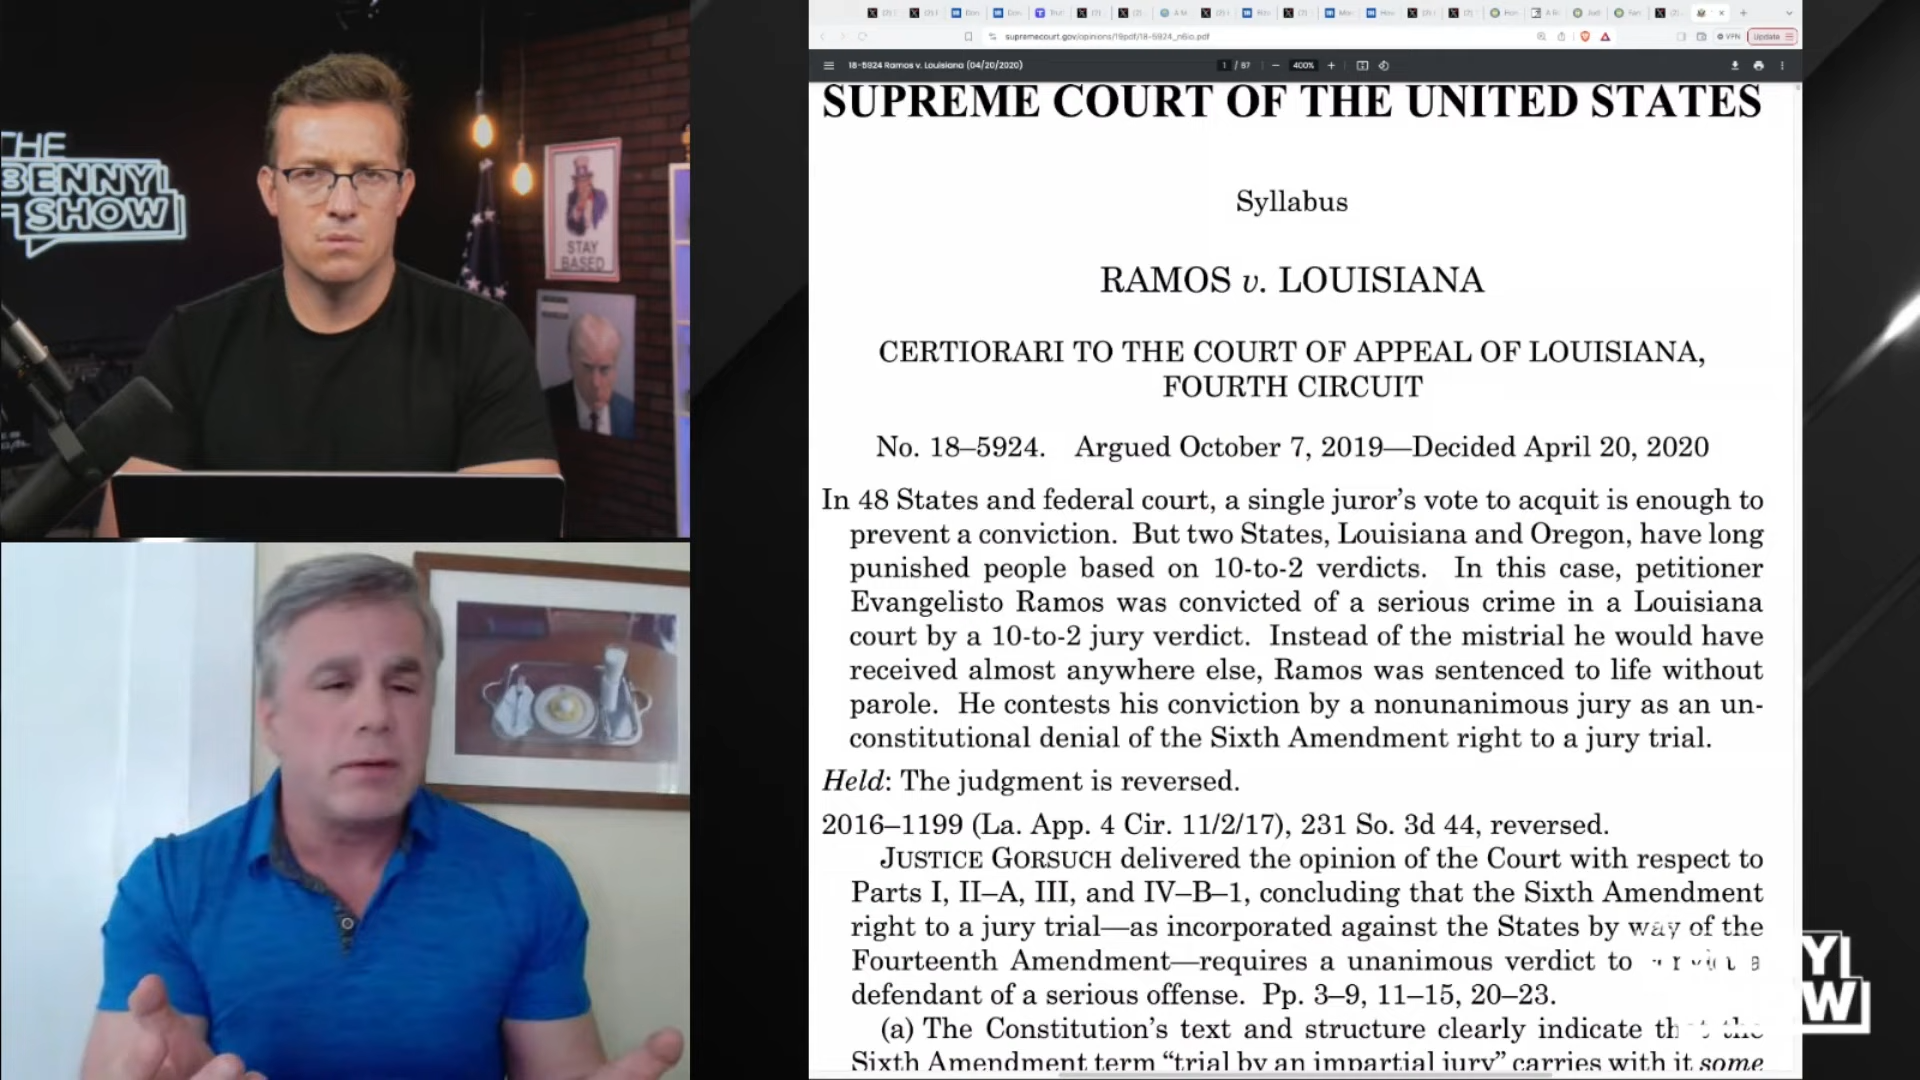 THE
BENNY
SHOW
STAY
BASED
supremecourt.gov/opinions/19pdf/18-5924_n6io.pdf
VPN
Update
18-5924 Ramos v. Louisiana (04/20/2020)
1 / 87
400%
SUPREME COURT OF THE UNITED STATES
Syllabus
RAMOS v. LOUISIANA
CERTIORARI TO THE COURT OF APPEAL OF LOUISIANA,
FOURTH CIRCUIT
No. 18–5924. Argued October 7, 2019—Decided April 20, 2020
In 48 States and federal court, a single juror’s vote to acquit is enough to
prevent a conviction. But two States, Louisiana and Oregon, have long
punished people based on 10-to-2 verdicts. In this case, petitioner
Evangelisto Ramos was convicted of a serious crime in a Louisiana
court by a 10-to-2 jury verdict. Instead of the mistrial he would have
received almost anywhere else, Ramos was sentenced to life without
parole. He contests his conviction by a nonunanimous jury as an un-
constitutional denial of the Sixth Amendment right to a jury trial.
Held: The judgment is reversed.
2016–1199 (La. App. 4 Cir. 11/2/17), 231 So. 3d 44, reversed.
JUSTICE GORSUCH delivered the opinion of the Court with respect to
Parts I, II–A, III, and IV–B–1, concluding that the Sixth Amendment
right to a jury trial—as incorporated against the States by way of the
Fourteenth Amendment—requires a unanimous verdict to
defendant of a serious offense. Pp. 3–9, 11–15, 20–23.
(a) The Constitution’s text and structure clearly indicate that the
Sixth Amendment term “trial by an impartial jury” carries with it some